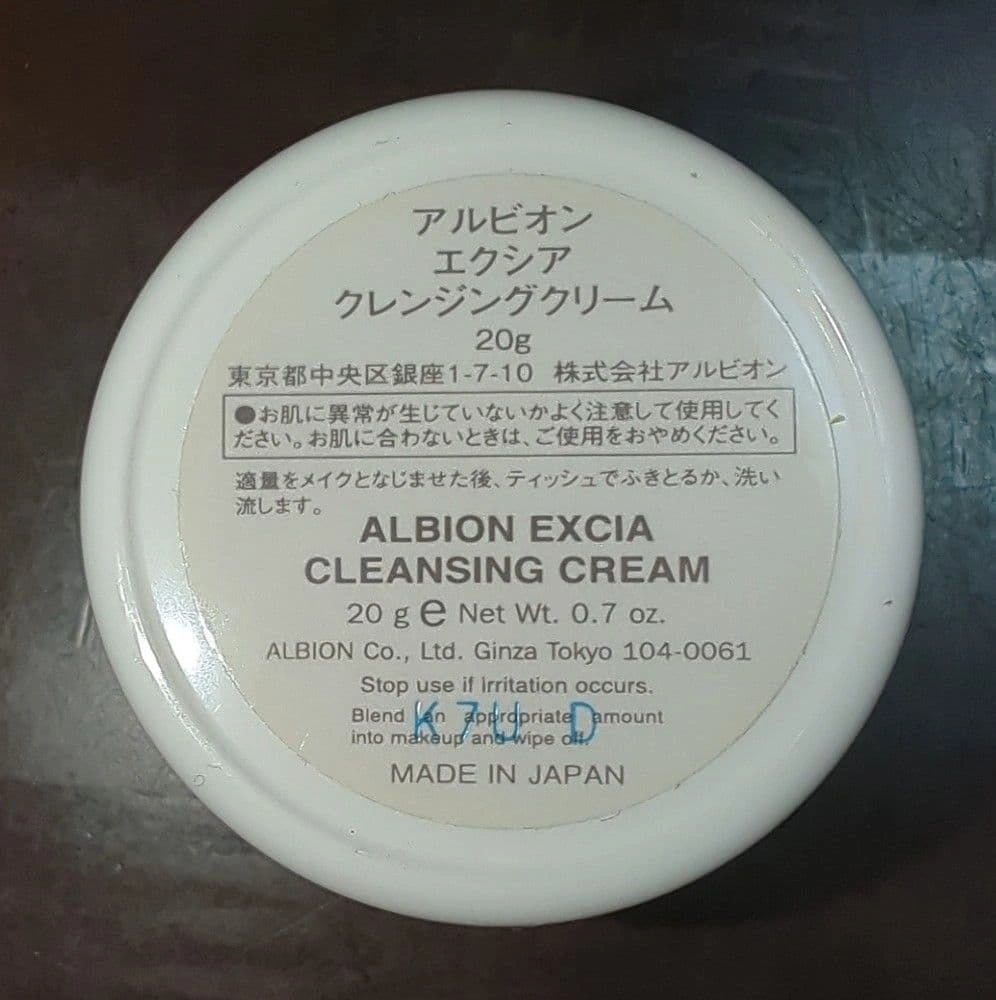 アルビオン
エクシア
クレンジングクリーム
20g
東京都中央区銀座1-7-10 株式会社アルビオン
●お肌に異常が生じていないかよく注意して使用してく
ださい。お肌に合わないときは、ご使用をおやめください。
適量をメイクとなじませた後、ティッシュでふきとるか、洗い
流します。
ALBION EXCIA
CLEANSING CREAM
20 g e Net Wt. 0.7 oz.
ALBION Co., Ltd. Ginza Tokyo 104-0061
Stop use if irritation occurs.
Blend an appropriate amount
into makeup and wipe off.
K7U D
MADE IN JAPAN